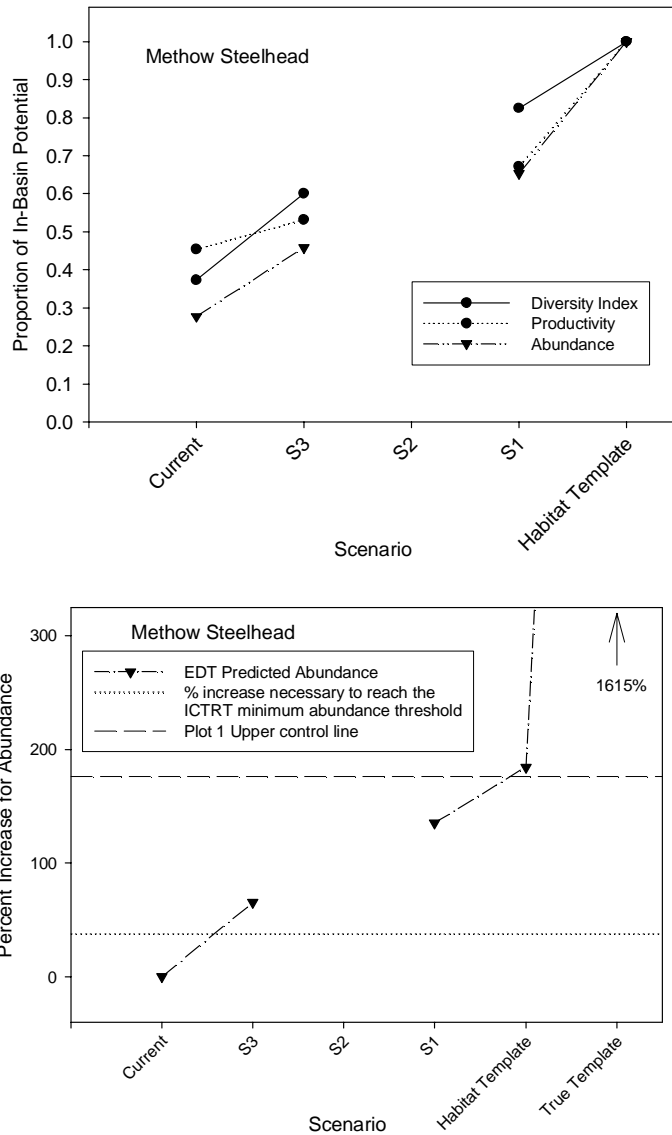 Methow Steelhead
Proportion of In-Basin Potential
1.0
0.9
0.8
0.7
0.6
0.5
0.4
0.3
0.2
0.1
0.0
Diversity Index
Productivity
Abundance
Current
S3
S2
S1
Habitat Template
Scenario
Methow Steelhead
Percent Increase for Abundance
300
200
100
0
EDT Predicted Abundance
% increase necessary to reach the
ICTRT minimum abundance threshold
Plot 1 Upper control line
1615%
Current
S3
S2
S1
Habitat Template
True Template
Scenario